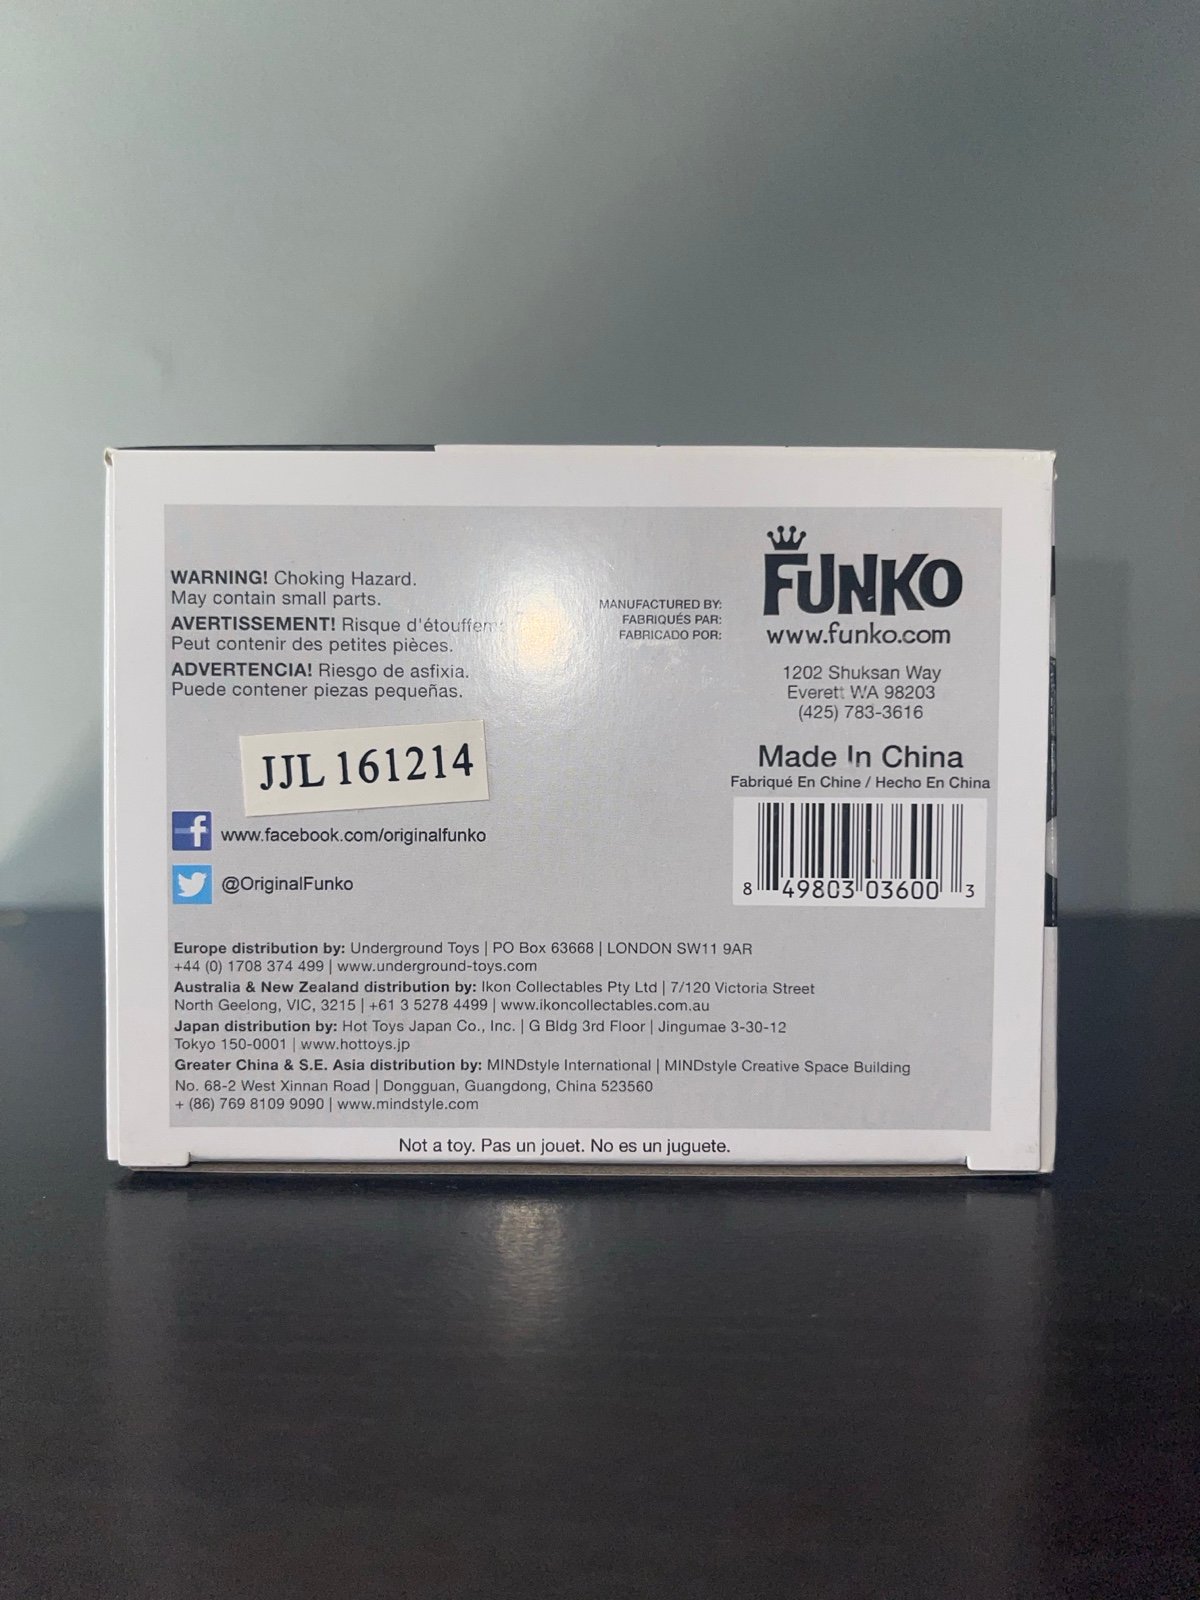 WARNING! Choking Hazard.
May contain small parts.
AVERTISSEMENT! Risque d'étouffem
Peut contenir des petites pièces.
ADVERTENCIA! Riesgo de asfixia.
Puede contener piezas pequeñas.
JJL 161214
f www.facebook.com/originalfunko
@OriginalFunko
MANUFACTURED BY:
FABRIQUÉS PAR:
FABRICADO POR:
FUNKO
www.funko.com
1202 Shuksan Way
Everett WA 98203
(425) 783-3616
Made In China
Fabriqué En Chine / Hecho En China
8 49803 03600 3
Europe distribution by: Underground Toys | PO Box 63668 | LONDON SW11 9AR
+44 (0) 1708 374 499 | www.underground-toys.com
Australia & New Zealand distribution by: Ikon Collectables Pty Ltd | 7/120 Victoria Street
North Geelong, VIC, 3215 | +61 3 5278 4499 | www.ikoncollectables.com.au
Japan distribution by: Hot Toys Japan Co., Inc. | G Bldg 3rd Floor | Jingumae 3-30-12
Tokyo 150-0001 | www.hottoys.jp
Greater China & S.E. Asia distribution by: MINDstyle International | MINDstyle Creative Space Building
No. 68-2 West Xinnan Road | Dongguan, Guangdong, China 523560
+ (86) 769 8109 9090 | www.mindstyle.com
Not a toy. Pas un jouet. No es un juguete.